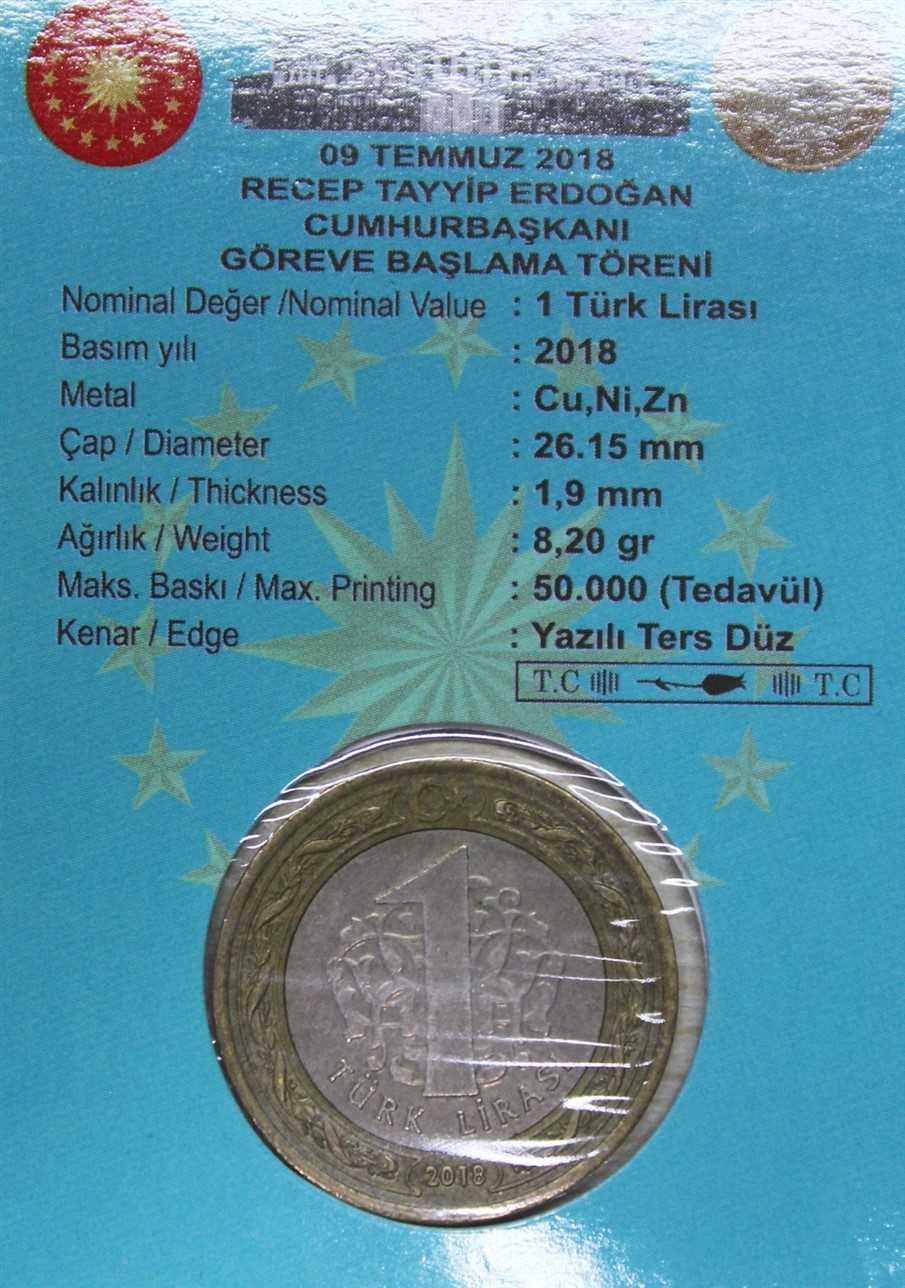 09 TEMMUZ 2018
RECEP TAYYİP ERDOĞAN
CUMHURBAŞKANI
GÖREVE BAŞLAMA TÖRENİ
Nominal Değer /Nominal Value : 1 Türk Lirası
Basım yılı : 2018
Metal : Cu,Ni,Zn
Çap / Diameter : 26.15 mm
Kalınlık / Thickness : 1,9 mm
Ağırlık / Weight : 8,20 gr
Maks. Baskı / Max. Printing : 50.000 (Tedavül)
Kenar / Edge : Yazılı Ters Düz
T.C T.C
1
TÜRK LİRASI
2018